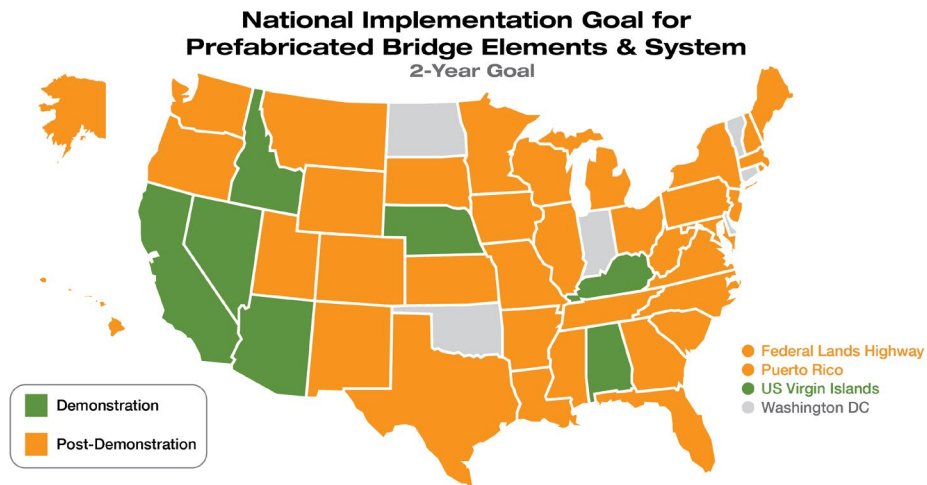 National Implementation Goal for
Prefabricated Bridge Elements & System
2-Year Goal
Federal Lands Highway
Puerto Rico
US Virgin Islands
Washington DC
Demonstration
Post-Demonstration